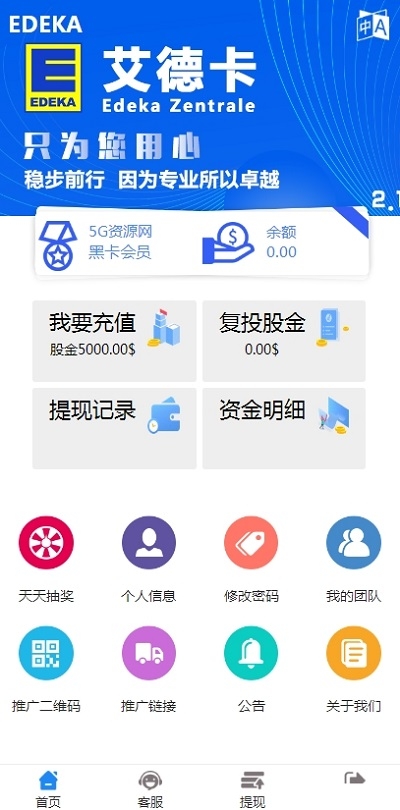 EDEKA
中A
EDEKA
艾德卡
Edeka Zentrale
只为您用心
稳步前行 因为专业所以卓越
2.1
5G资源网
黑卡会员
余额
0.00
我要充值
股金5000.00$
复投股金
0.00$
提现记录
资金明细
天天抽奖
个人信息
修改密码
我的团队
推广二维码
推广链接
公告
关于我们
首页
客服
提现